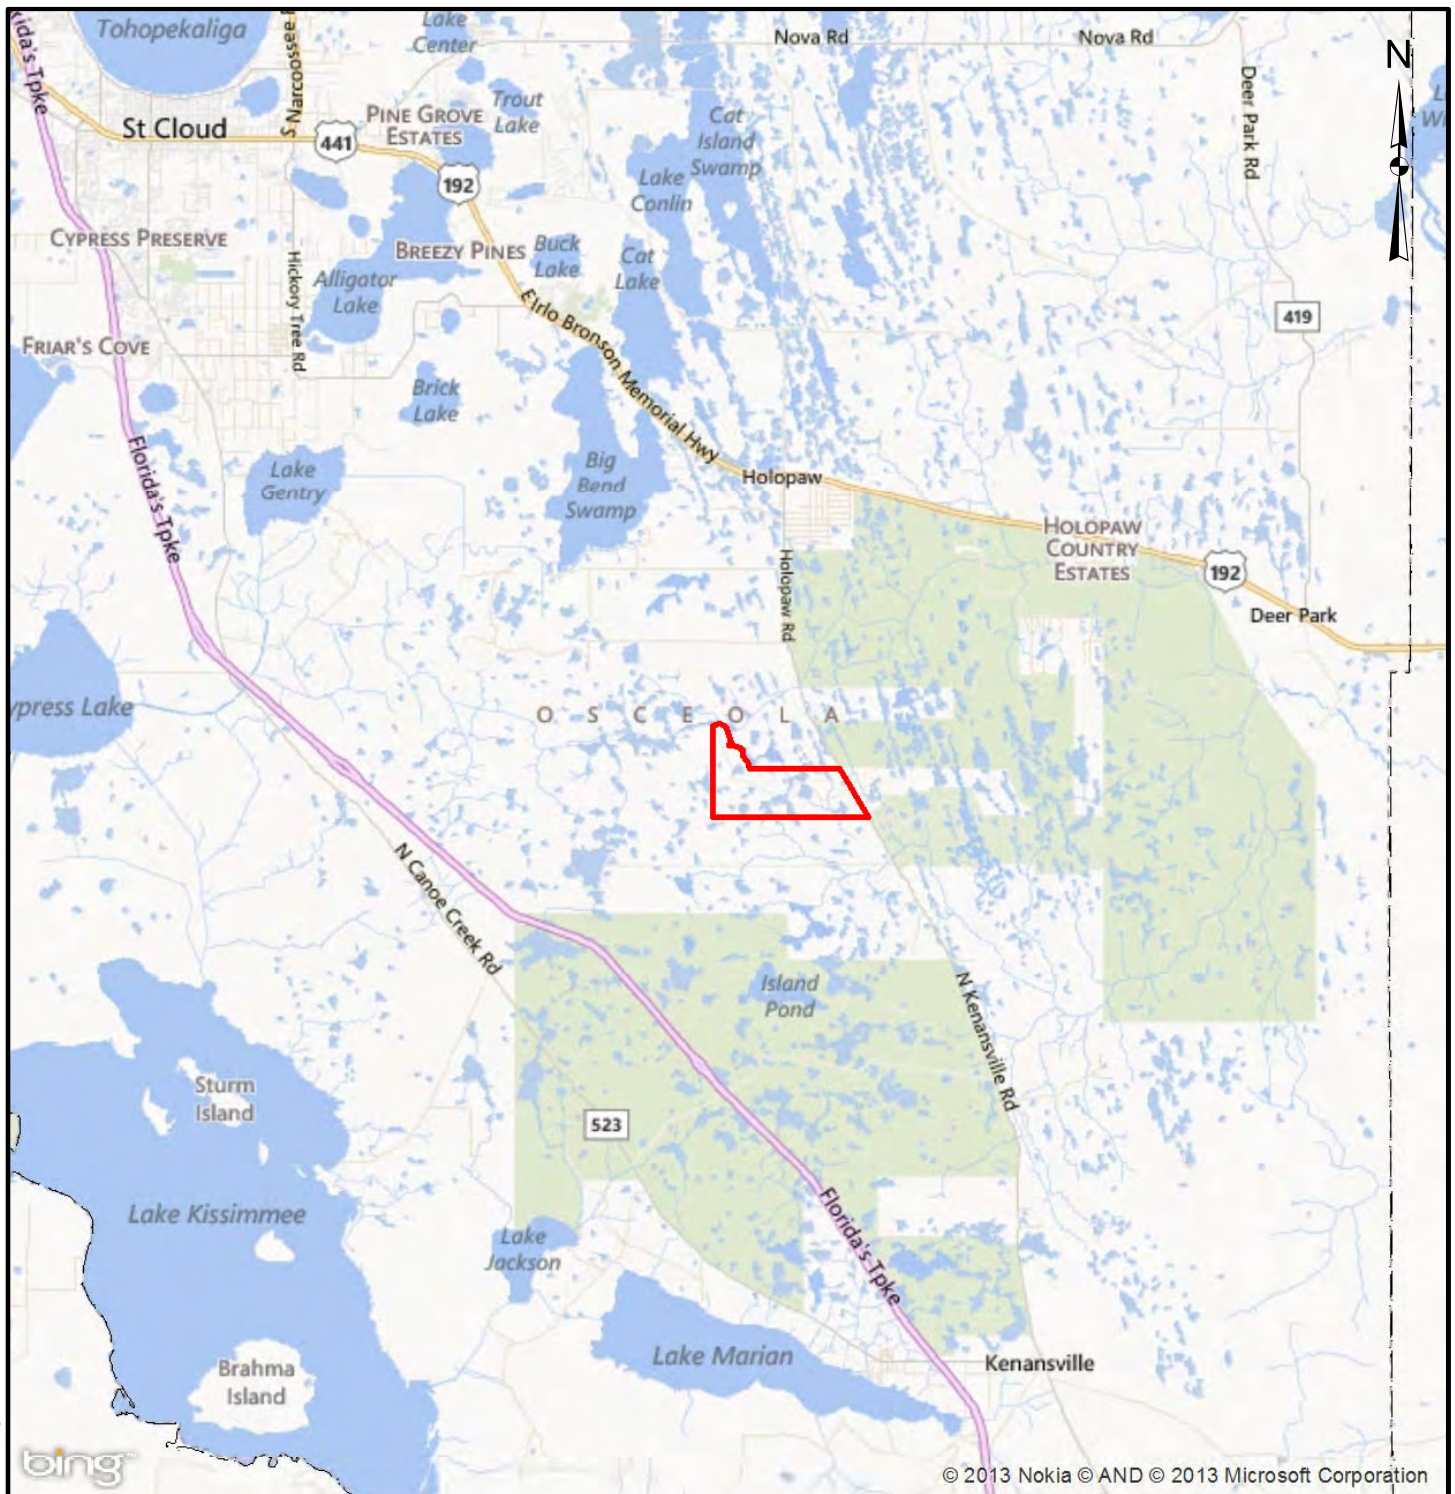 Tohopekaliga
Lake
Center
Nova Rd
Nova Rd
N
Florida's Tpke
S Narcoossee
Deer Park Rd
St Cloud
441
PINE GROVE
ESTATES
Trout
Lake
Cat
Island
Swamp
192
Lake
Conlin
CYPRESS PRESERVE
BREEZY PINES
Buck
Lake
Cat
Lake
Hickory Tree Rd
Alligator
Lake
E Irlo Bronson Memorial Hwy
419
FRIAR'S COVE
Brick
Lake
Florida's Tpke
Lake
Gentry
Big
Bend
Swamp
Holopaw
HOLOPAW
COUNTRY
ESTATES
Holopaw Rd
192
Deer Park
ypress Lake
OSCEOLA
N Canoe Creek Rd
Island
Pond
N Kenansville Rd
Sturm
Island
523
Lake Kissimmee
Lake
Jackson
Florida's Tpke
Lake Marian
Kenansville
Brahma
Island
bing
© 2013 Nokia © AND © 2013 Microsoft Corporation